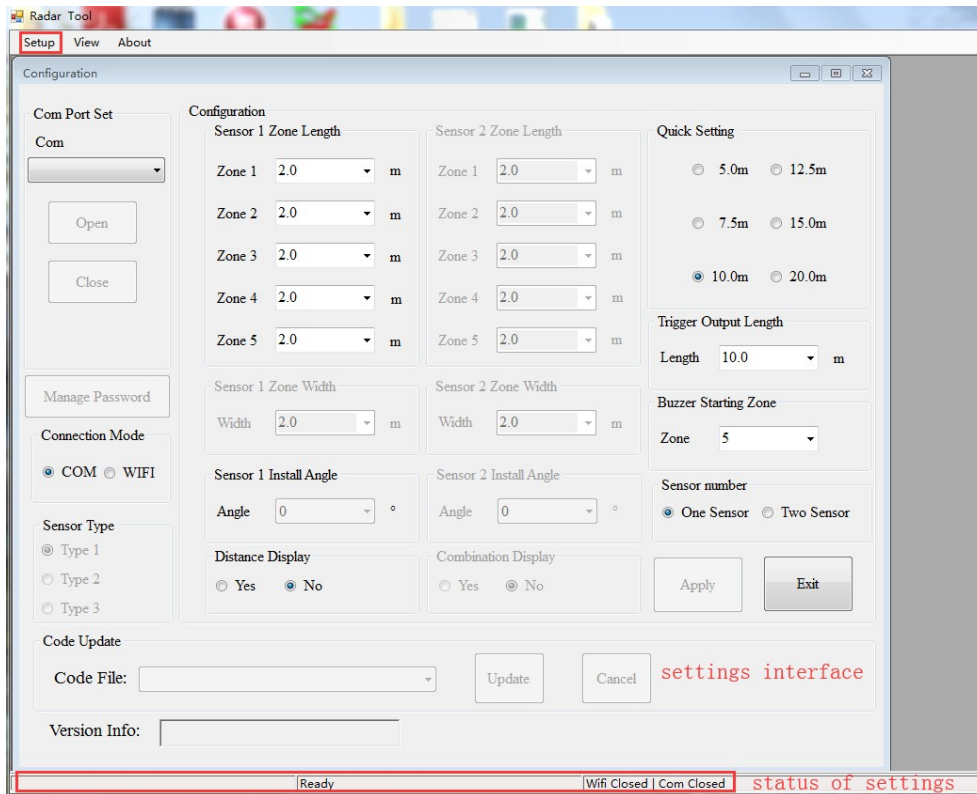 Radar Tool
Setup View About
Configuration
Com Port Set
Com
Open
Close
Manage Password
Connection Mode
COM WIFI
Sensor Type
Type 1
Type 2
Type 3
Configuration
Sensor 1 Zone Length
Zone 1 2.0 m
Zone 2 2.0 m
Zone 3 2.0 m
Zone 4 2.0 m
Zone 5 2.0 m
Sensor 2 Zone Length
Zone 1 2.0 m
Zone 2 2.0 m
Zone 3 2.0 m
Zone 4 2.0 m
Zone 5 2.0 m
Sensor 1 Zone Width
Width 2.0 m
Sensor 2 Zone Width
Width 2.0 m
Sensor 1 Install Angle
Angle 0 °
Sensor 2 Install Angle
Angle 0 °
Distance Display
Yes No
Combination Display
Yes No
Quick Setting
5.0m 12.5m
7.5m 15.0m
10.0m 20.0m
Trigger Output Length
Length 10.0 m
Buzzer Starting Zone
Zone 5
Sensor number
One Sensor Two Sensor
Apply Exit
Code Update
Code File: Update Cancel
settings interface
Version Info:
Ready Wifi Closed | Com Closed
status of settings